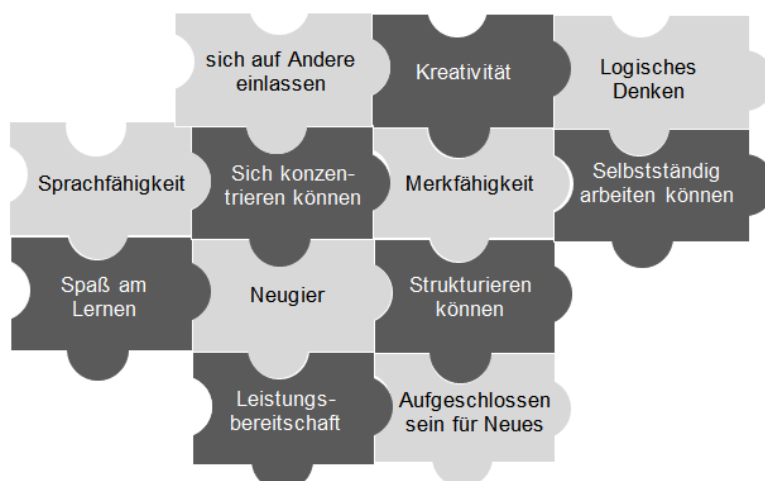 sich auf Andere
einlassen
Kreativität
Logisches
Denken
Sprachfähigkeit
Sich konzen-
trieren können
Merkfähigkeit
Selbstständig
arbeiten können
Spaß am
Lernen
Neugier
Strukturieren
können
Leistungs-
bereitschaft
Aufgeschlossen
sein für Neues